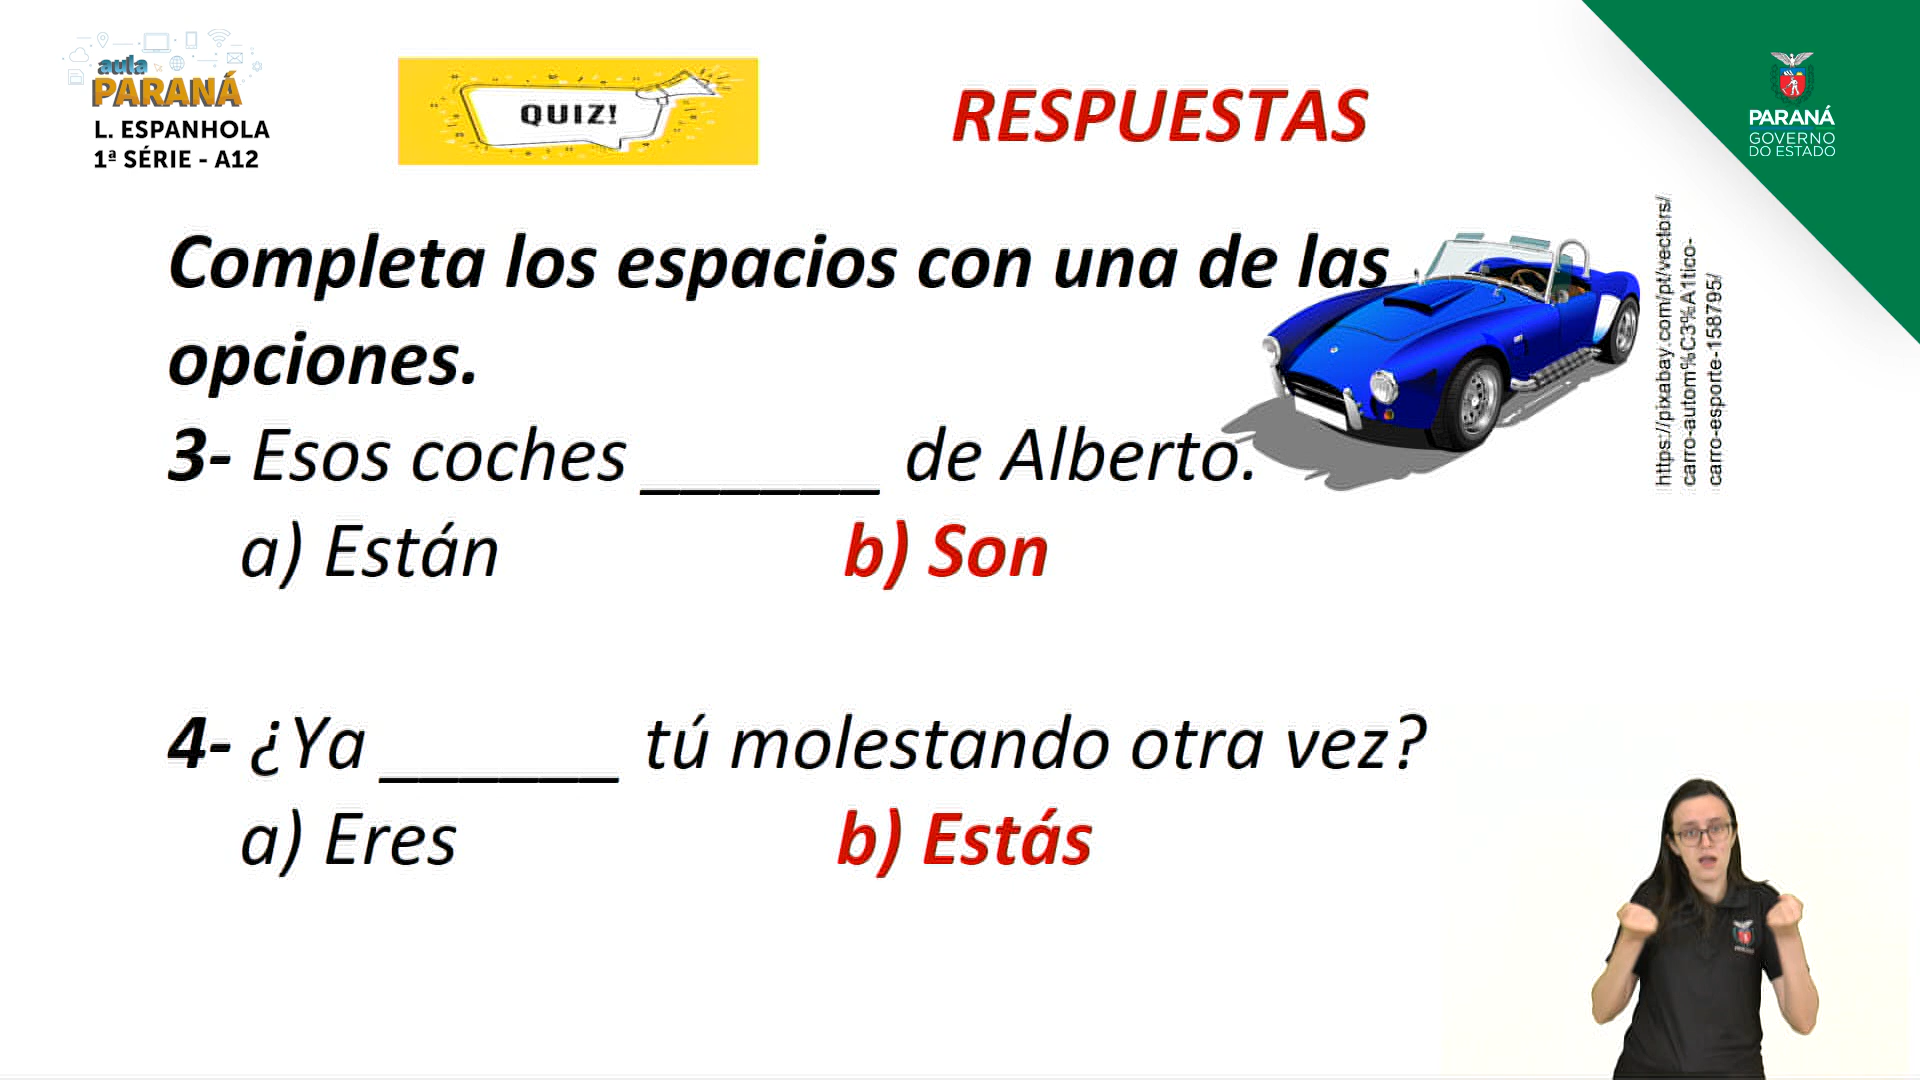 aula
PARANÁ
L. ESPANHOLA
1ª SÉRIE - A12
QUIZ!
RESPUESTAS
PARANÁ
GOVERNO
DO ESTADO
Completa los espacios con una de las
opciones.
3- Esos coches ______ de Alberto.
a) Están b) Son
4- ¿Ya ______ tú molestando otra vez?
a) Eres b) Estás
https://pixabay.com/pt/vectors/
carro-autom%C3%A1tico-
carro-esporte-158795/